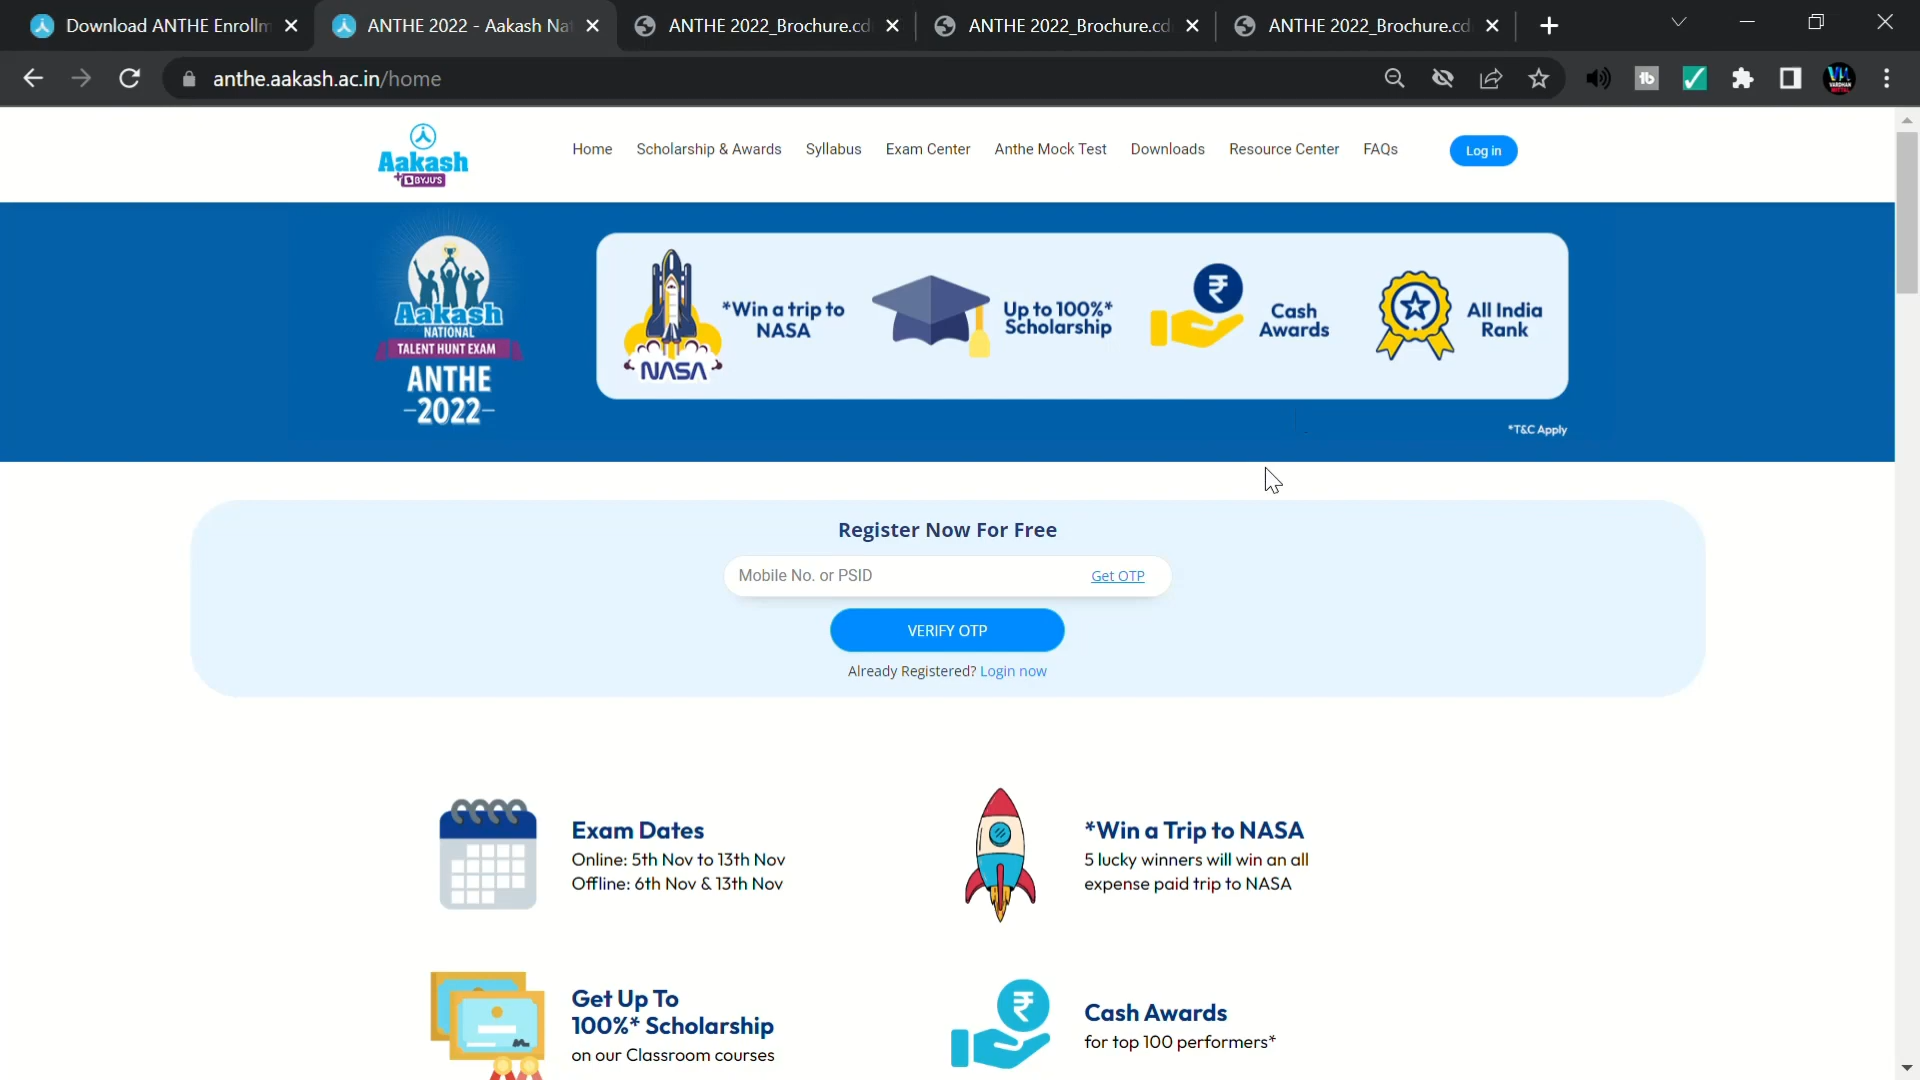 Download ANTHE Enrollm
ANTHE 2022 - Aakash Nat
ANTHE 2022_Brochure.cd
ANTHE 2022_Brochure.cd
ANTHE 2022_Brochure.cd
anthe.aakash.ac.in/home
tb
VM
VARDHAN
MITTAL
Aakash
+BYJU'S
Home
Scholarship & Awards
Syllabus
Exam Center
Anthe Mock Test
Downloads
Resource Center
FAQs
Log in
Aakash
NATIONAL
TALENT HUNT EXAM
ANTHE
-2022-
NASA
*Win a trip to
NASA
Up to 100%*
Scholarship
₹
Cash
Awards
All India
Rank
*T&C Apply
Register Now For Free
Mobile No. or PSID
Get OTP
VERIFY OTP
Already Registered? Login now
Exam Dates
Online: 5th Nov to 13th Nov
Offline: 6th Nov & 13th Nov
*Win a Trip to NASA
5 lucky winners will win an all
expense paid trip to NASA
Get Up To
100%* Scholarship
on our Classroom courses
₹
Cash Awards
for top 100 performers*